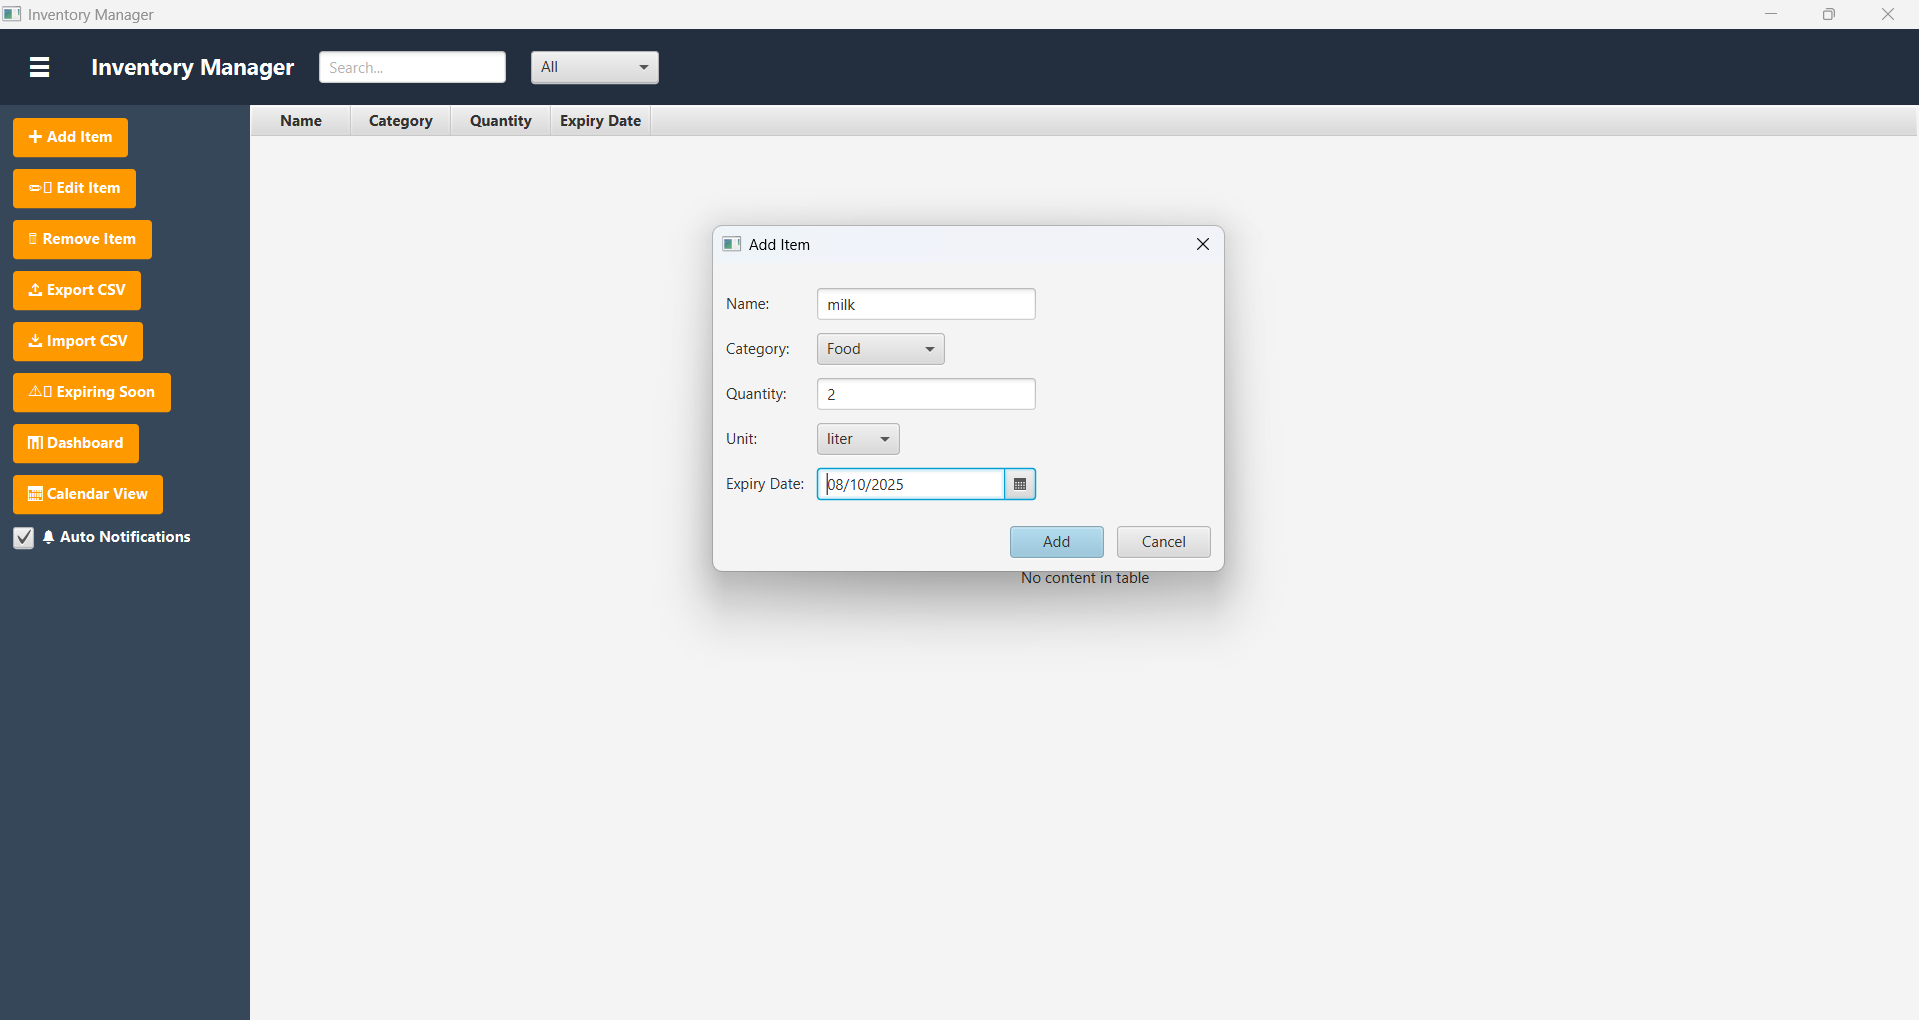 Inventory Manager
Inventory Manager
Search...
All
Add Item
Edit Item
Remove Item
Export CSV
Import CSV
Expiring Soon
Dashboard
Calendar View
Auto Notifications
Name Category Quantity Expiry Date
Add Item
Name: milk
Category: Food
Quantity: 2
Unit: liter
Expiry Date: 08/10/2025
Add Cancel
No content in table